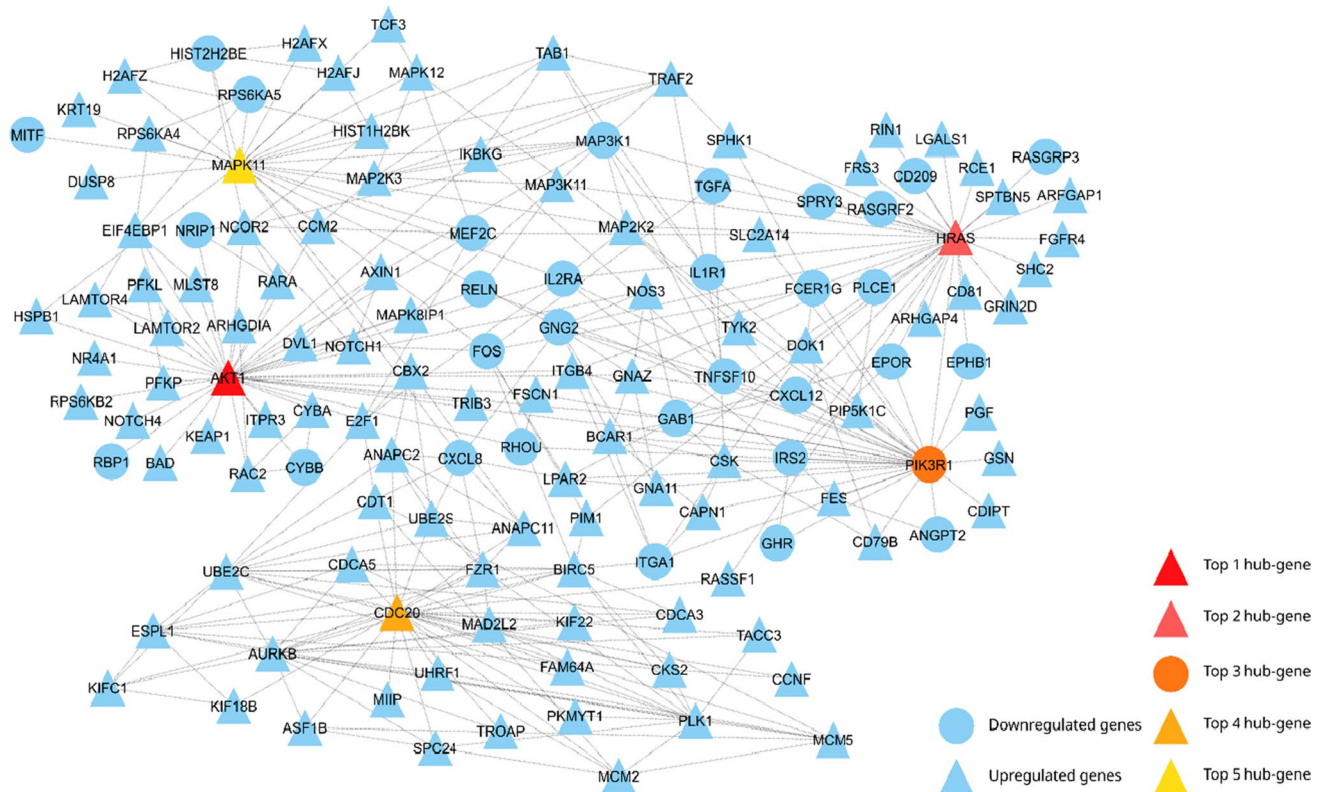 TCF3
HIST2H2BE
H2AFX
TAB1
H2AFZ
H2AFJ
MAPK12
TRAF2
RPS6KA5
KRT19
MITF
RPS6KA4
HIST1H2BK
MAP3K1
SPHK1
RIN1
LGALS1
IKBKG
RASGRP3
MAPK11
FRS3
CD209
RCE1
DUSP8
MAP2K3
MAP3K11
TGFA
SPRY3
RASGRF2
SPTBN5
ARFGAP1
EIF4EBP1
NRIP1
NCOR2
CCM2
MEF2C
MAP2K2
SLC2A14
HRAS
FGFR4
AXIN1
IL2RA
IL1R1
SHC2
PFKL
MLST8
RARA
RELN
NOS3
FCER1G
PLCE1
CD81
LAMTOR4
GRIN2D
HSPB1
LAMTOR2
ARHGDIA
MAPK8IP1
GNG2
TYK2
ARHGAP4
DVL1
NOTCH1
FOS
DOK1
NR4A1
EPOR
EPHB1
PFKP
AKT1
CBX2
ITGB4
GNAZ
TNFSF10
FSCN1
CXCL12
RPS6KB2
TRIB3
NOTCH4
ITPR3
CYBA
E2F1
GAB1
PIP5K1C
PGF
KEAP1
BCAR1
RBP1
BAD
RAC2
CYBB
ANAPC2
CXCL8
RHOU
CSK
IRS2
PIK3R1
GSN
LPAR2
GNA11
CDT1
UBE2S
ANAPC11
PIM1
CAPN1
FES
CDIPT
GHR
CD79B
ANGPT2
UBE2C
CDCA5
FZR1
BIRC5
ITGA1
RASSF1
Top 1 hub-gene
CDC20
CDCA3
ESPL1
MAD2L2
KIF22
TACC3
Top 2 hub-gene
AURKB
UHRF1
FAM64A
CKS2
CCNF
KIFC1
Top 3 hub-gene
KIF18B
MIIP
ASF1B
TROAP
PKMYT1
PLK1
Downregulated genes
Top 4 hub-gene
SPC24
MCM5
MCM2
Upregulated genes
Top 5 hub-gene